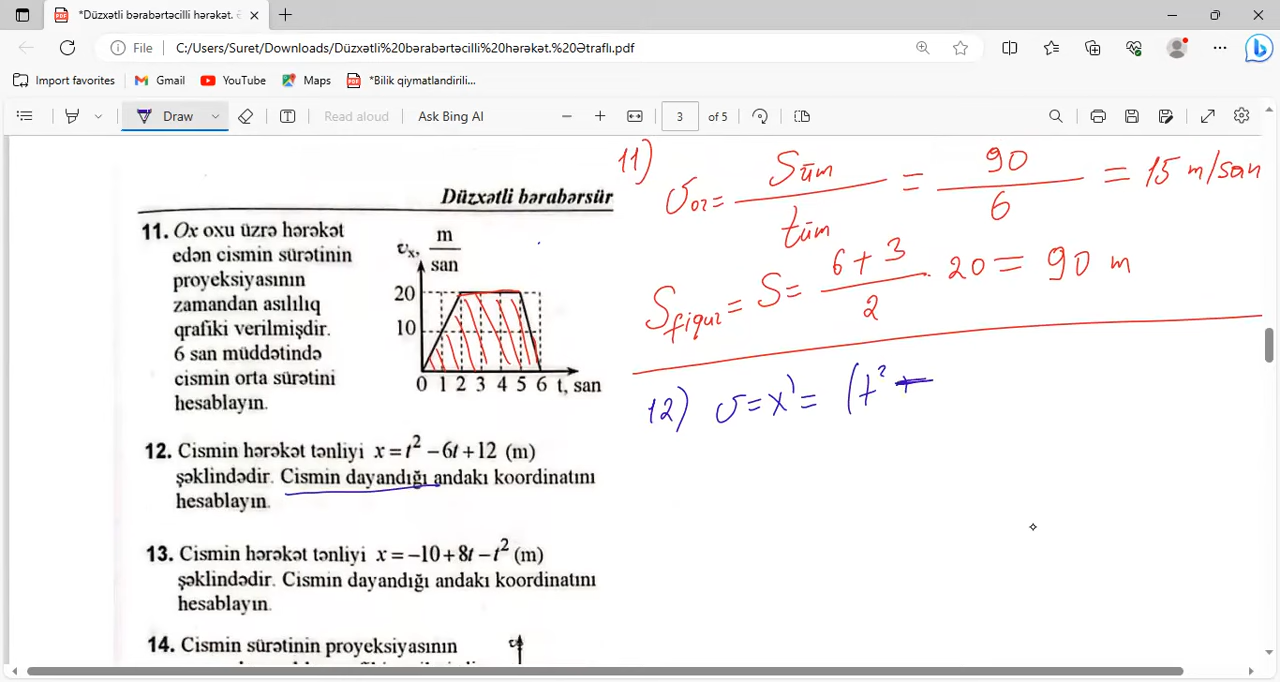 *Düzxətli bərabərtəcilli hərəkət. Ə
File C:/Users/Suret/Downloads/Düzxətli%20bərabərtəcilli%20hərəkət.%20Ətraflı.pdf
Import favorites Gmail YouTube Maps *Bilik qiymatləndirili...
Draw Read aloud Ask Bing AI 3 of 5
Düzxətli bərabərsür
11. Ox oxu üzrə hərəkət
edən cismin sürətinin
proyeksiyasının
zamandan asılılıq
qrafiki verilmişdir.
6 san müddətində
cismin orta sürətini
hesablayın.
υx, m/san
20
10
0 1 2 3 4 5 6 t, san
12. Cismin hərəkət tənliyi x = t² − 6t + 12 (m)
şəklindədir. Cismin dayandığı andakı koordinatını
hesablayın.
13. Cismin hərəkət tənliyi x = −10 + 8t − t² (m)
şəklindədir. Cismin dayandığı andakı koordinatını
hesablayın.
14. Cismin sürətinin proyeksiyasının
11) υor = Süm / tüm = 90 / 6 = 15 m/san
Sfiqur = S = (6 + 3) / 2 · 20 = 90 m
12) υ = x' = (t²